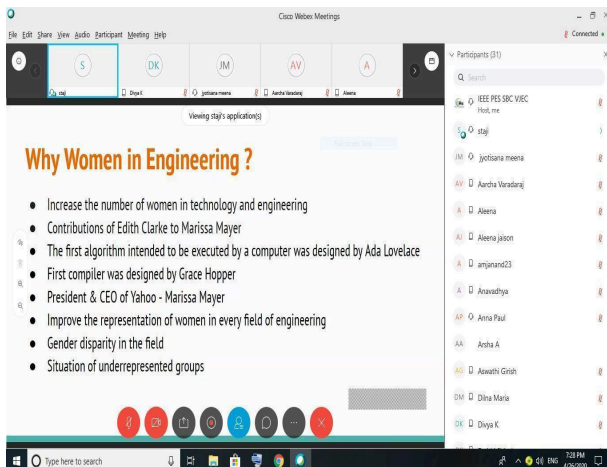 Cisco Webex Meetings
File Edit Share View Audio Participant Meeting Help
Connected
S
DK
JM
AV
A
staji
Divya K
jyotisana meena
Aarcha Varadaraj
Aleena
Viewing staji's application(s)
Why Women in Engineering ?
Increase the number of women in technology and engineering
Contributions of Edith Clarke to Marissa Mayer
The first algorithm intended to be executed by a computer was designed by Ada Lovelace
First compiler was designed by Grace Hopper
President & CEO of Yahoo - Marissa Mayer
Improve the representation of women in every field of engineering
Gender disparity in the field
Situation of underrepresented groups
Participants (31)
Search
IEEE PES SBC VJEC
Host, me
S staji
JM jyotisana meena
AV Aarcha Varadaraj
A Aleena
AJ Aleena jaison
A amjanand23
A Anavadhya
AP Anna Paul
AA Arsha A
AG Aswathi Girish
DM Dilna Maria
DK Divya K
Type here to search
ENG
7:28 PM
4/26/2020